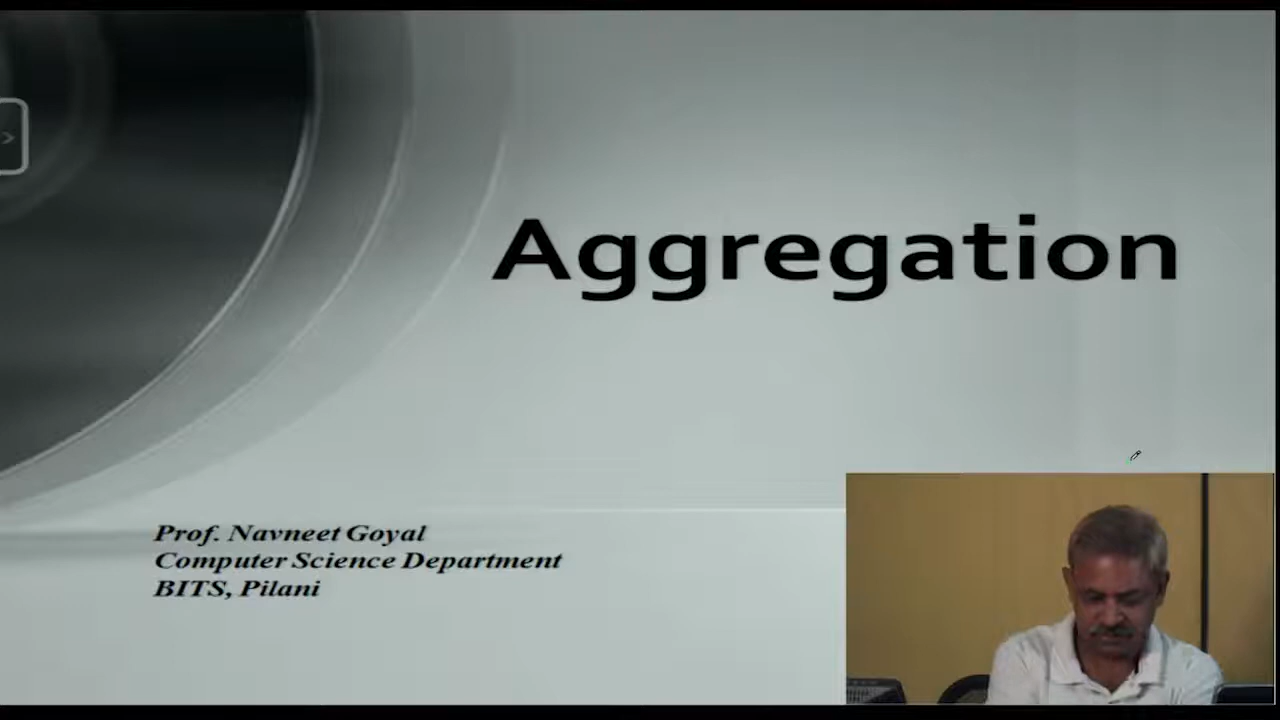 Aggregation
Prof. Navneet Goyal
Computer Science Department
BITS, Pilani